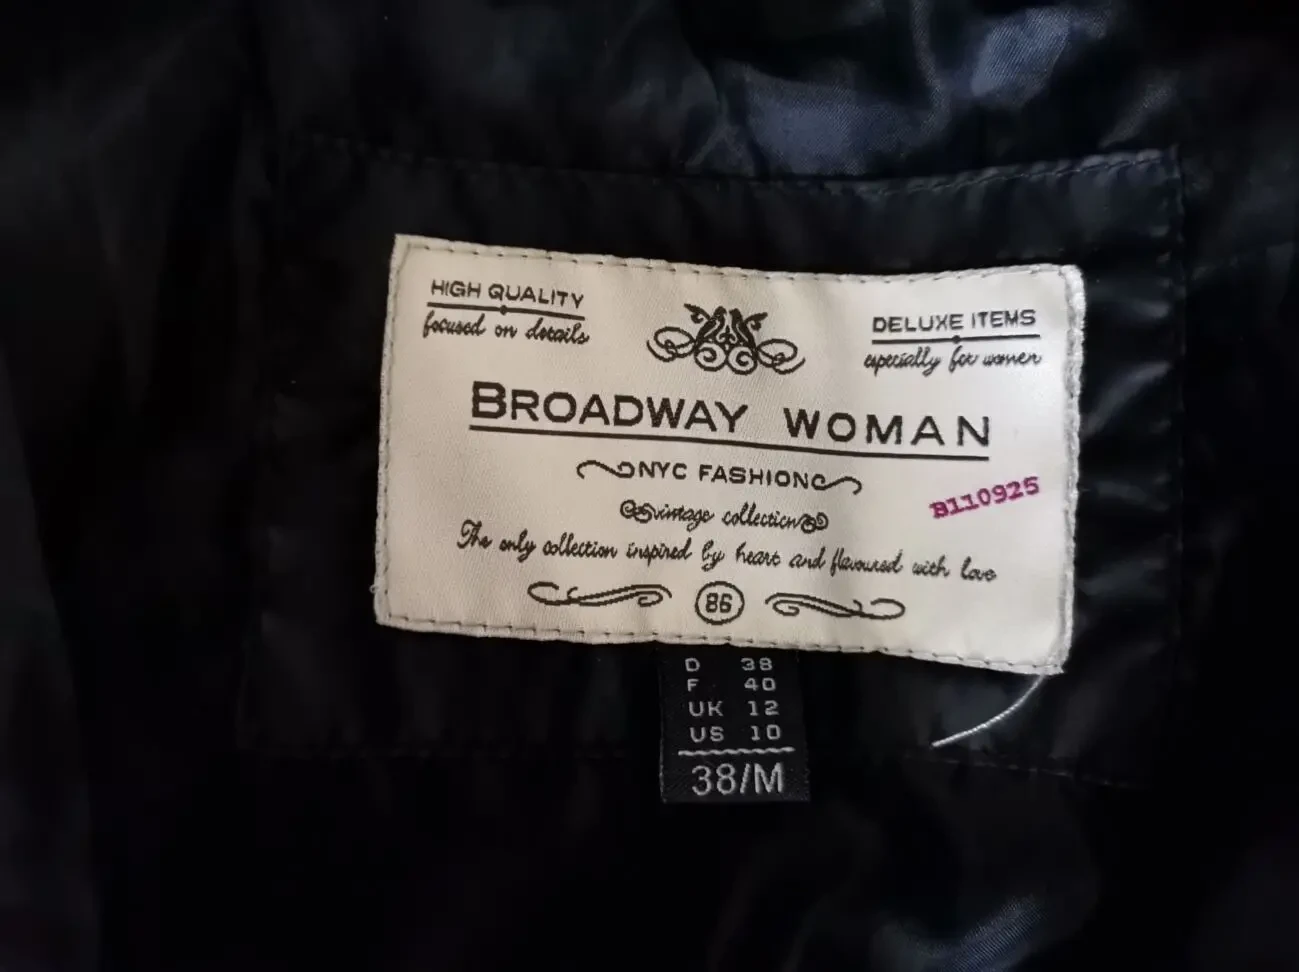 HIGH QUALITY
focused on details
DELUXE ITEMS
especially for women
BROADWAY WOMAN
NYC FASHION
B110925
vintage collection
The only collection inspired by heart and flavoured with love
86
D 38
F 40
UK 12
US 10
38/M